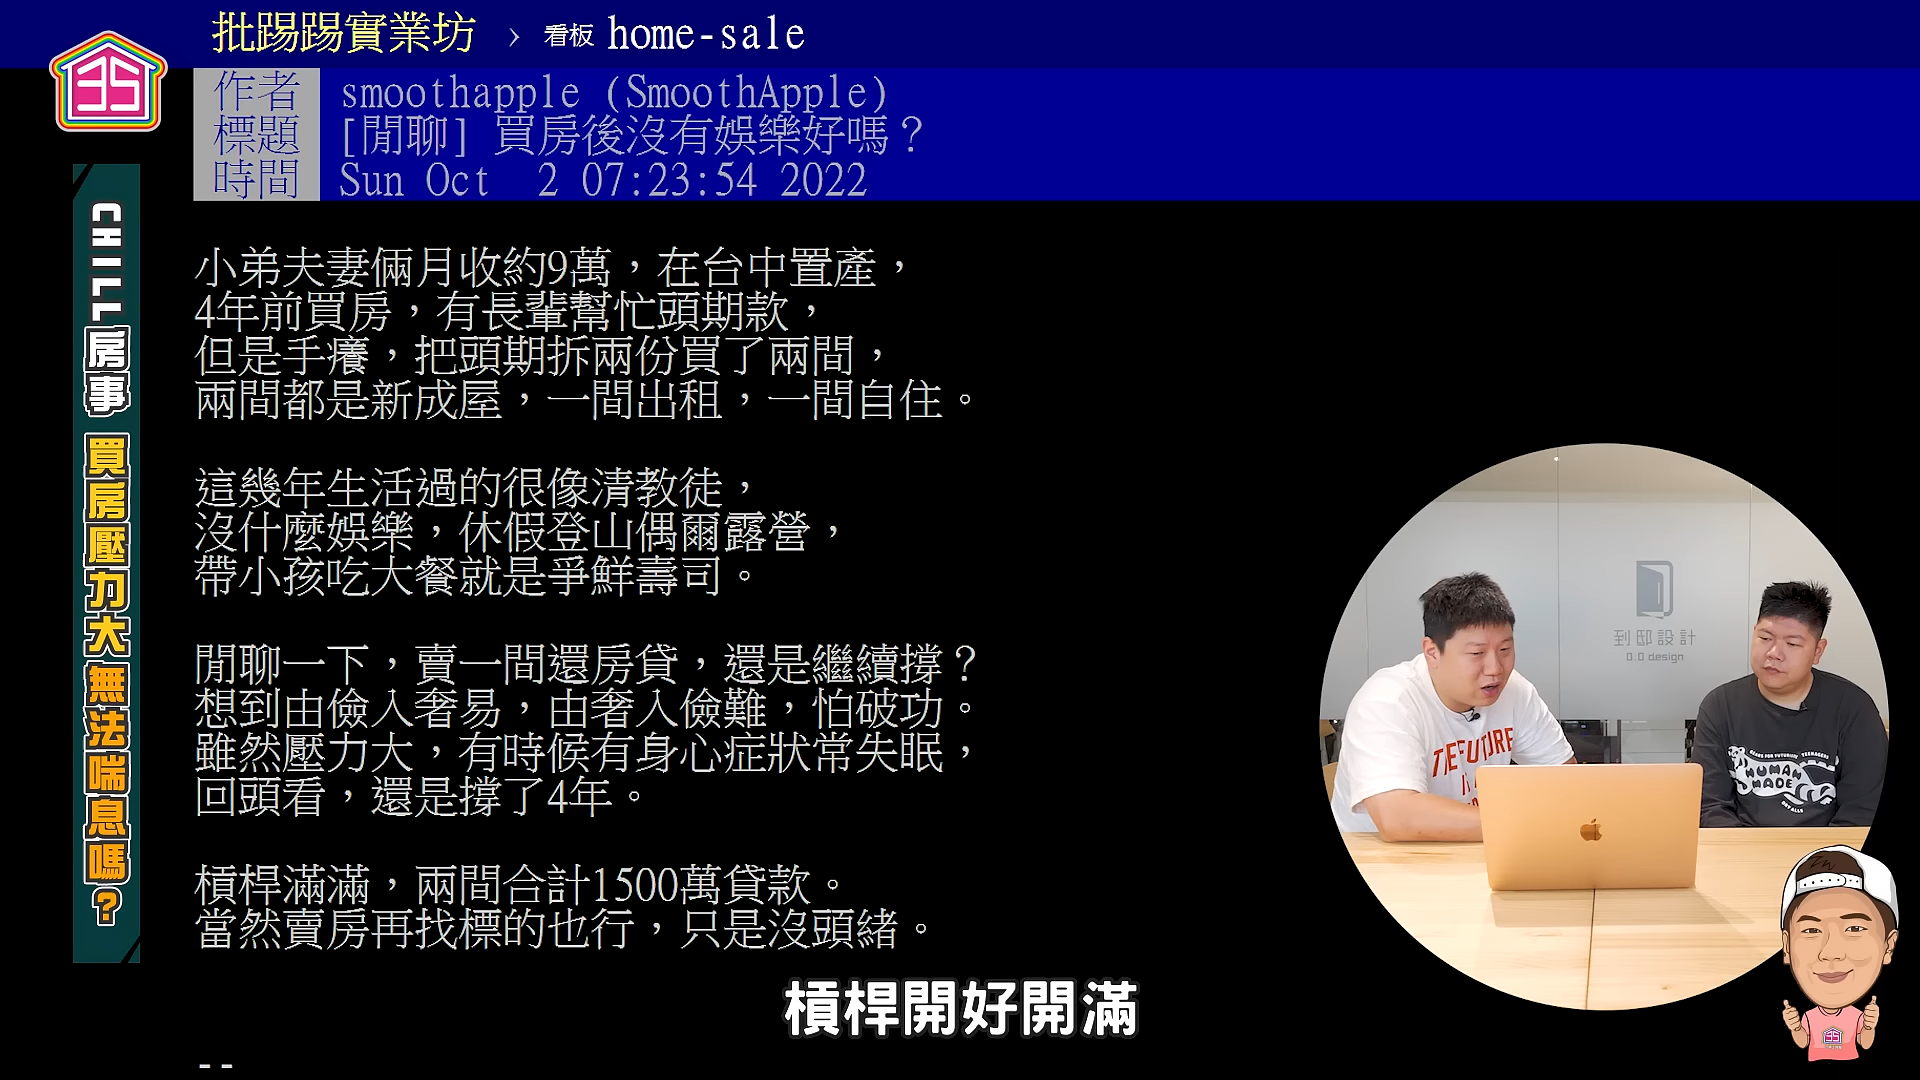 批踢踢實業坊 › 看板 home-sale
作者 smoothapple (SmoothApple)
標題 [閒聊] 買房後沒有娛樂好嗎？
時間 Sun Oct 2 07:23:54 2022
CHILL房事 買房壓力大無法喘息嗎？
小弟夫妻倆月收約9萬，在台中置產，
4年前買房，有長輩幫忙頭期款，
但是手癢，把頭期拆兩份買了兩間，
兩間都是新成屋，一間出租，一間自住。
這幾年生活過的很像清教徒，
沒什麼娛樂，休假登山偶爾露營，
帶小孩吃大餐就是爭鮮壽司。
閒聊一下，賣一間還房貸，還是繼續撐？
想到由儉入奢易，由奢入儉難，怕破功。
雖然壓力大，有時候有身心症狀常失眠，
回頭看，還是撐了4年。
槓桿滿滿，兩間合計1500萬貸款。
當然賣房再找標的也行，只是沒頭緒。
--
到邸設計
D.D design
HUMAN
MADE
槓桿開好開滿